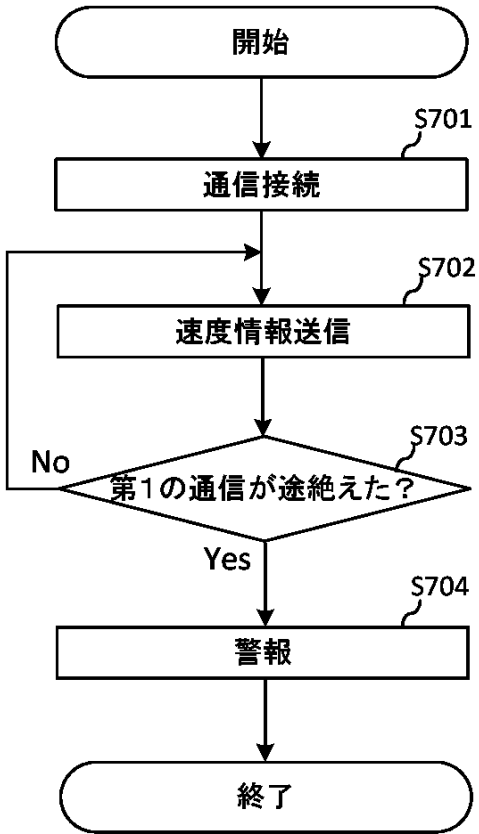 開始
S701
通信接続
S702
速度情報送信
S703
No
第1の通信が途絶えた?
Yes
S704
警報
終了